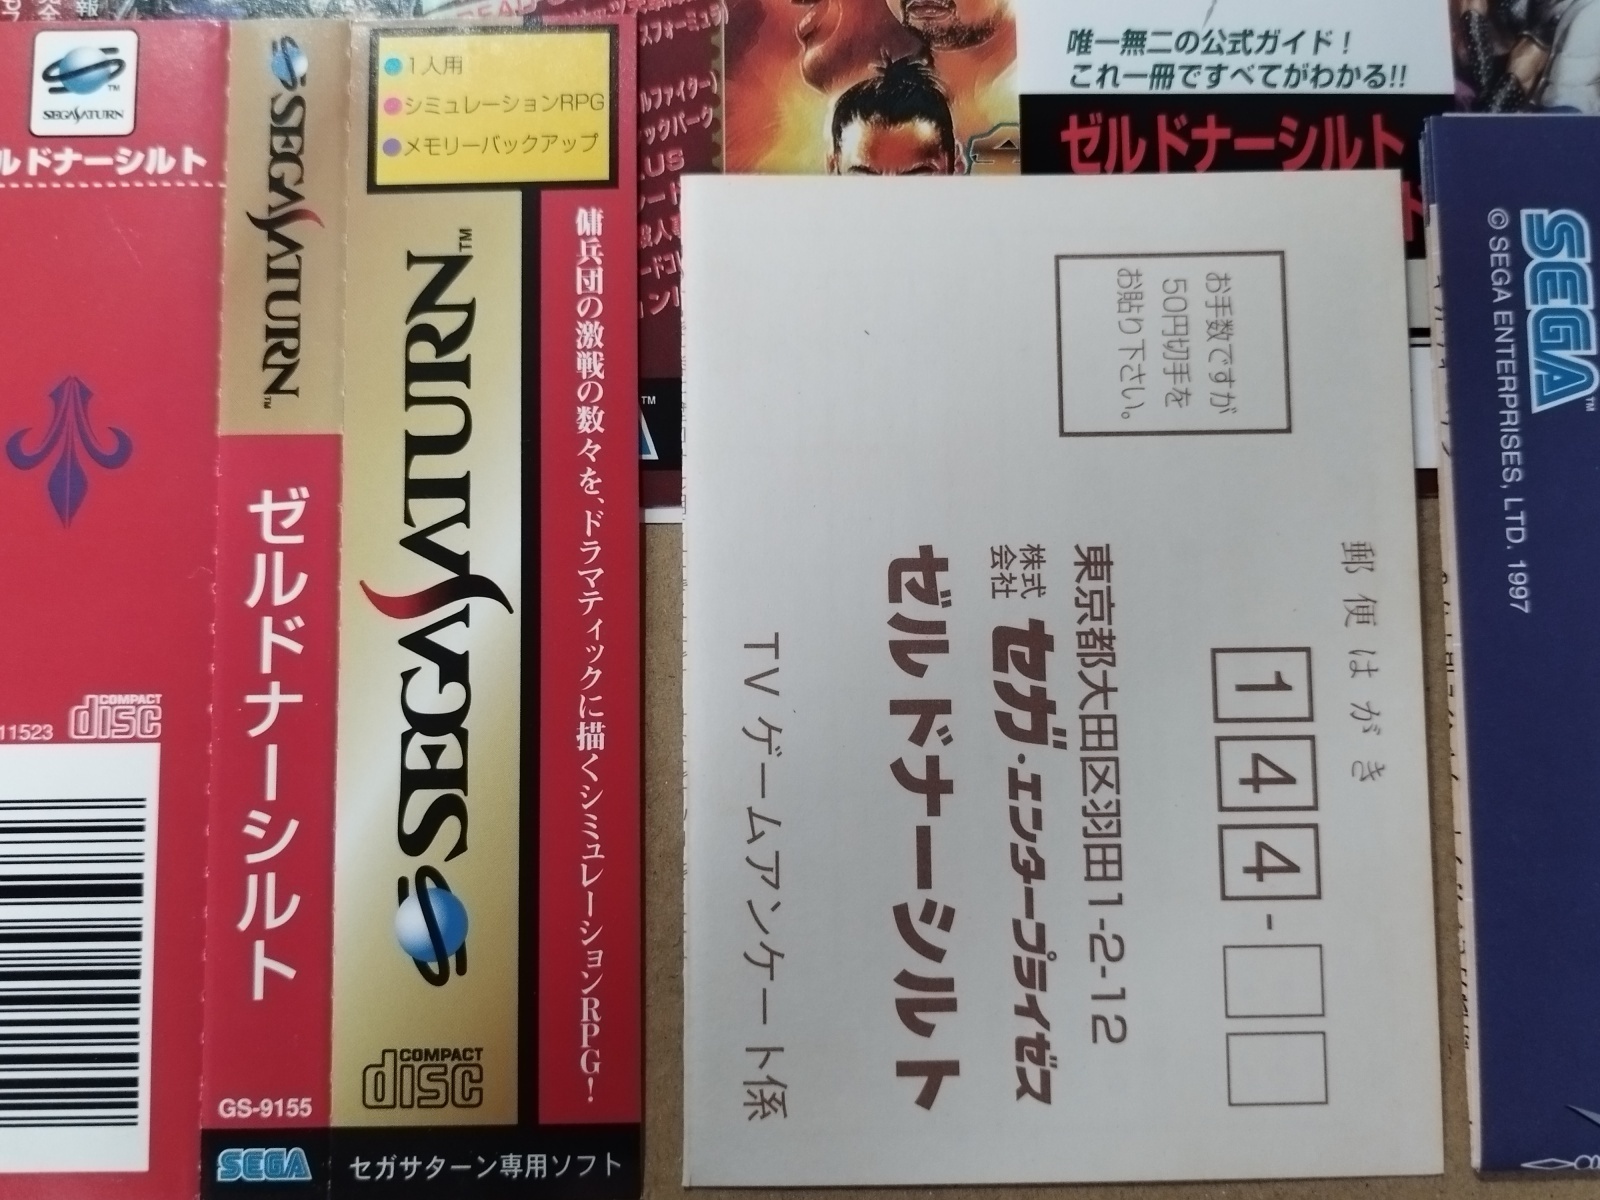 SEGA SATURN
ルドナーシルト
11523
COMPACT
disc
SEGA SATURN™
ゼルドナーシルト
GS-9155
SEGA
1人用
シミュレーションRPG
メモリーバックアップ
SEGA SATURN™
COMPACT
disc
傭兵団の激戦の数々を、ドラマティックに描くシミュレーションRPG!
セガサターン専用ソフト
唯一無二の公式ガイド!
これ一冊ですべてがわかる!!
ゼルドナーシルト
郵便はがき
144-
お手数ですが
50円切手を
お貼り下さい。
東京都大田区羽田1-2-12
株式会社 セガ・エンタープライゼス
ゼルドナーシルト
TVゲームアンケート係
SEGA™
© SEGA ENTERPRISES, LTD. 1997